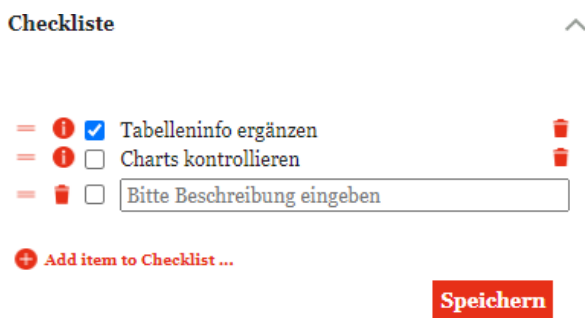 Checkliste
Tabelleninfo ergänzen
Charts kontrollieren
Bitte Beschreibung eingeben
Add item to Checklist ...
Speichern